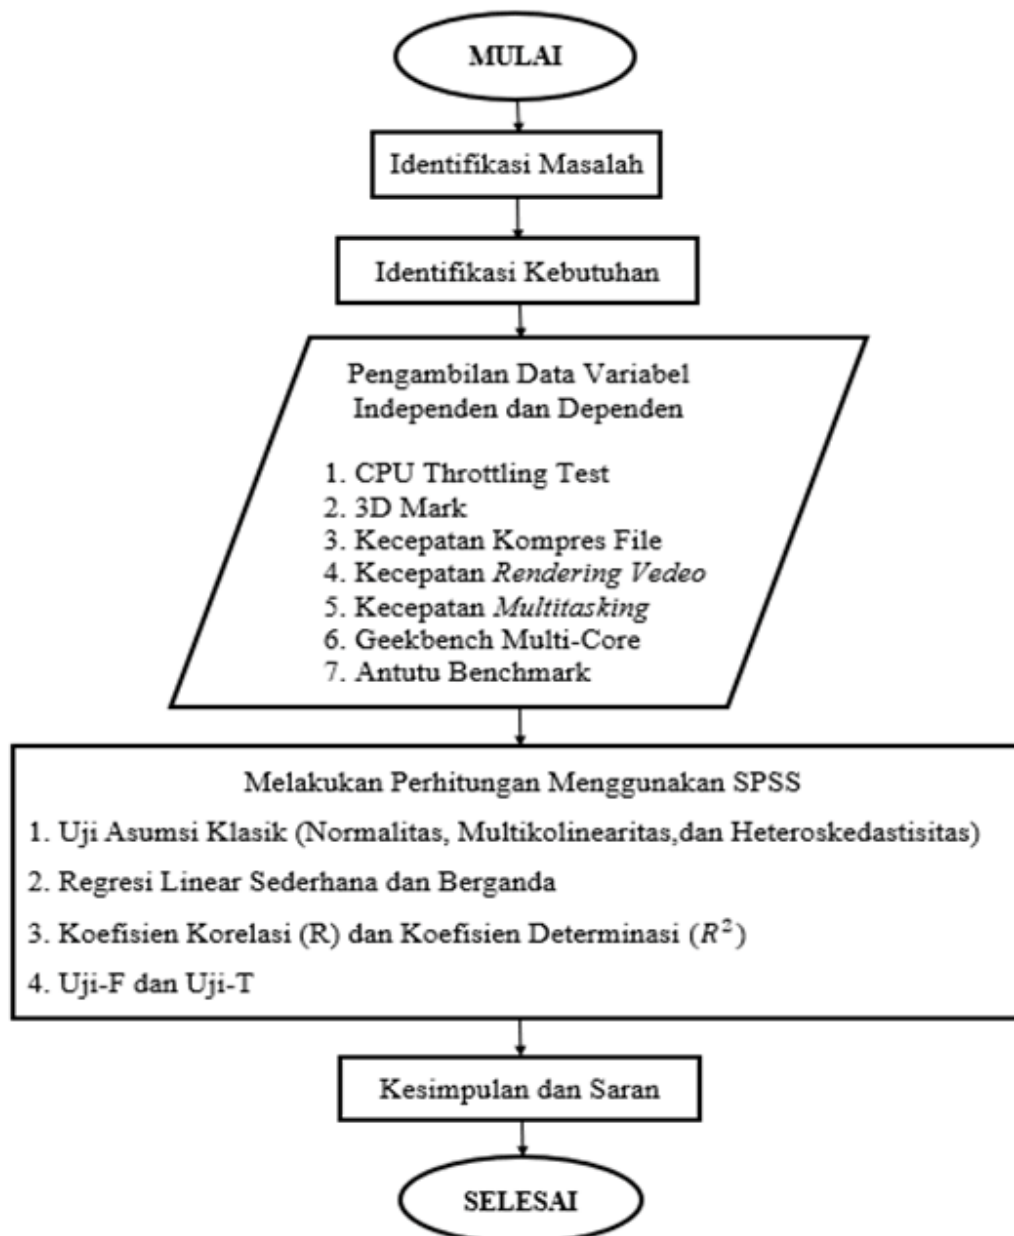 MULAI
Identifikasi Masalah
Identifikasi Kebutuhan
Pengambilan Data Variabel
Independen dan Dependen
1. CPU Throttling Test
2. 3D Mark
3. Kecepatan Kompres File
4. Kecepatan Rendering Vedeo
5. Kecepatan Multitasking
6. Geekbench Multi-Core
7. Antutu Benchmark
Melakukan Perhitungan Menggunakan SPSS
1. Uji Asumsi Klasik (Normalitas, Multikolinearitas,dan Heteroskedastisitas)
2. Regresi Linear Sederhana dan Berganda
3. Koefisien Korelasi (R) dan Koefisien Determinasi (R²)
4. Uji-F dan Uji-T
Kesimpulan dan Saran
SELESAI